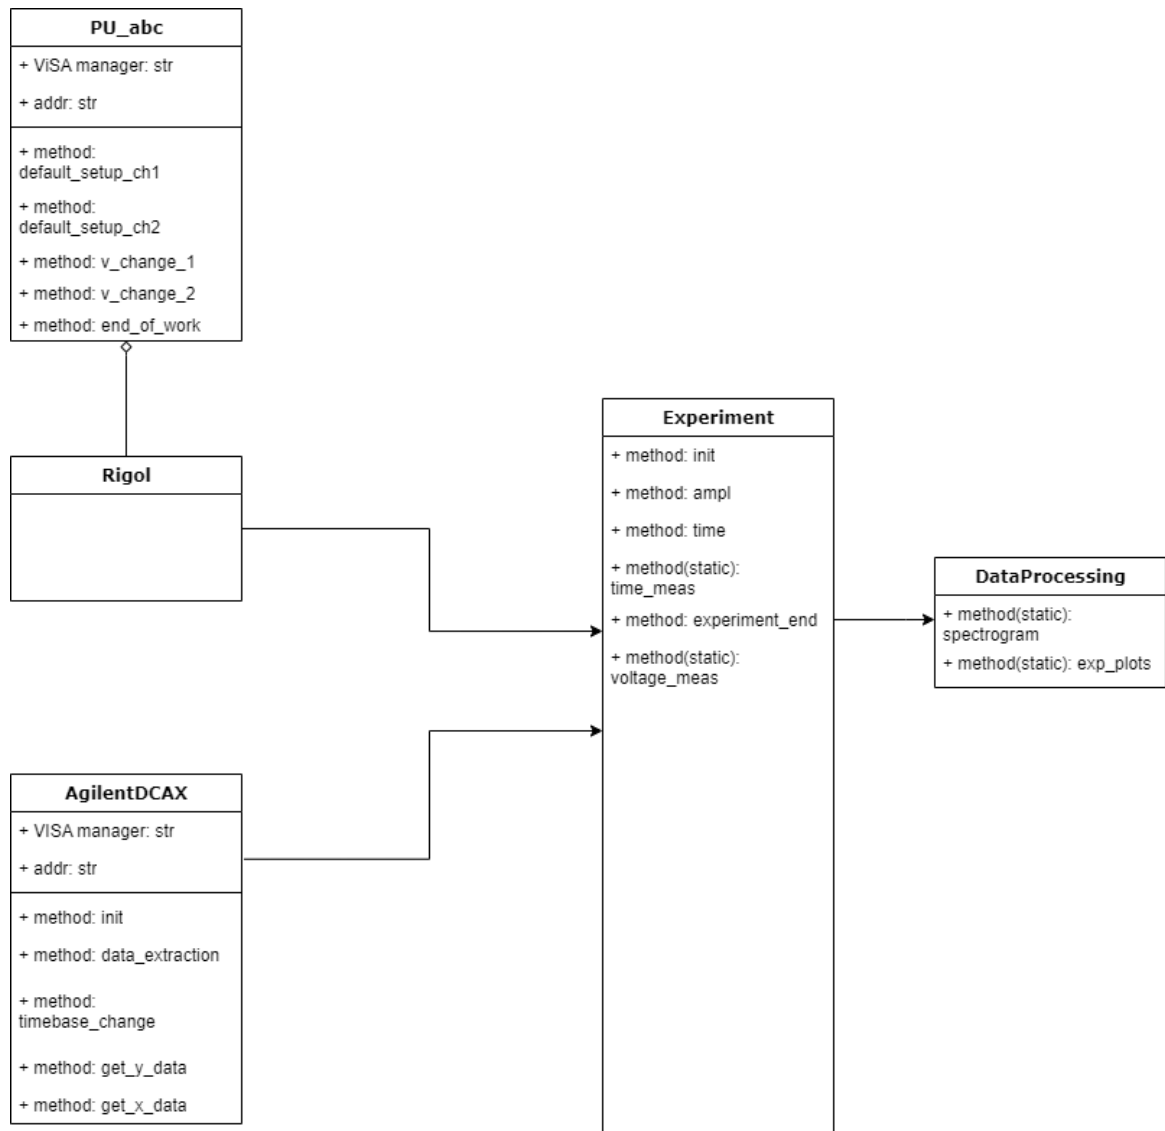 PU_abc
+ ViSA manager: str
+ addr: str
+ method:
default_setup_ch1
+ method:
default_setup_ch2
+ method: v_change_1
+ method: v_change_2
+ method: end_of_work
Rigol
AgilentDCAX
+ VISA manager: str
+ addr: str
+ method: init
+ method: data_extraction
+ method:
timebase_change
+ method: get_y_data
+ method: get_x_data
Experiment
+ method: init
+ method: ampl
+ method: time
+ method(static):
time_meas
+ method: experiment_end
+ method(static):
voltage_meas
DataProcessing
+ method(static):
spectrogram
+ method(static): exp_plots